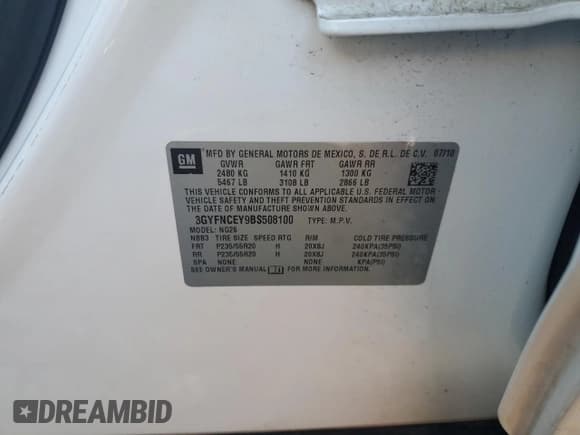 GM
MFD BY GENERAL MOTORS DE MEXICO, S. DE R.L. DE C.V. 07/10
GVWR GAWR FRT GAWR RR
2480 KG 1410 KG 1300 KG
5467 LB 3108 LB 2866 LB
THIS VEHICLE CONFORMS TO ALL APPLICABLE U.S. FEDERAL MOTOR
VEHICLE SAFETY AND THEFT PREVENTION STANDARDS IN EFFECT ON
THE DATE OF MANUFACTURE SHOWN ABOVE.
3GYFNCEY9BS508100 TYPE: M.P.V.
MODEL: NG26
NBB3 TIRE SIZE SPEED RTG RIM COLD TIRE PRESSURE
FRT P235/55R20 H 20X8J 240KPA(35PSI)
RR P235/55R20 H 20X8J 240KPA(35PSI)
SPA NONE NONE KPA(PSI)
SEE OWNER'S MANUAL
DREAMBID